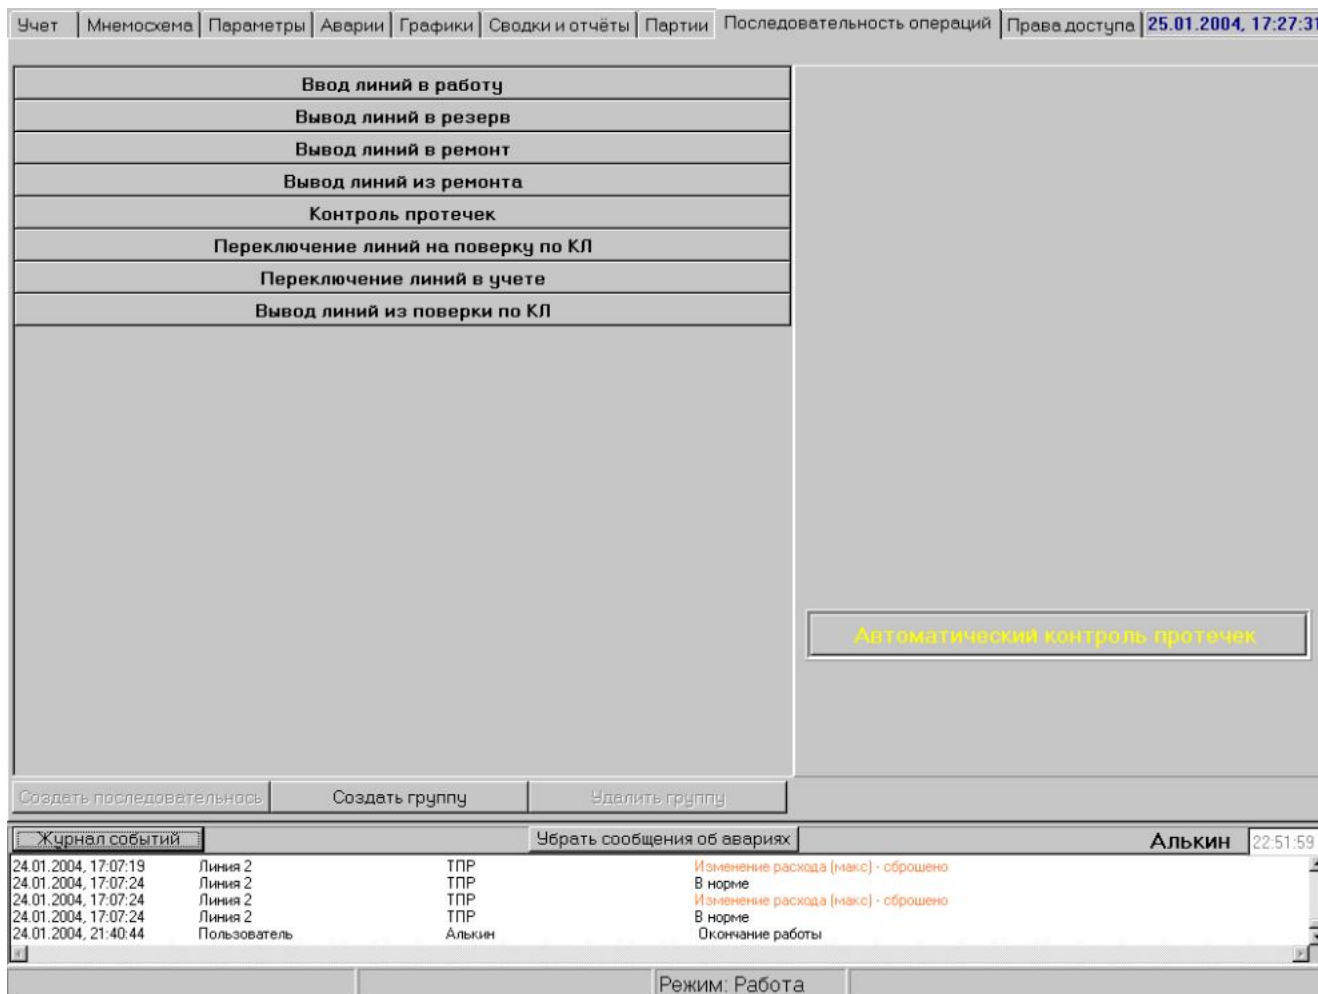 Учет Мнемосхема Параметры Аварии Графики Сводки и отчёты Партии Последовательность операций Права доступа 25.01.2004, 17:27:31
Ввод линий в работу
Вывод линий в резерв
Вывод линий в ремонт
Вывод линий из ремонта
Контроль протечек
Переключение линий на поверку по КЛ
Переключение линий в учете
Вывод линий из поверки по КЛ
Автоматический контроль протечек
Создать последовательнось Создать группу Удалить группу
Журнал событий Убрать сообщения об авариях Алькин 22:51:59
24.01.2004, 17:07:19 Линия 2 ТПР Изменение расхода (макс) - сброшено
24.01.2004, 17:07:24 Линия 2 ТПР В норме
24.01.2004, 17:07:24 Линия 2 ТПР Изменение расхода (макс) - сброшено
24.01.2004, 17:07:24 Линия 2 ТПР В норме
24.01.2004, 21:40:44 Пользователь Алькин Окончание работы
Режим: Работа